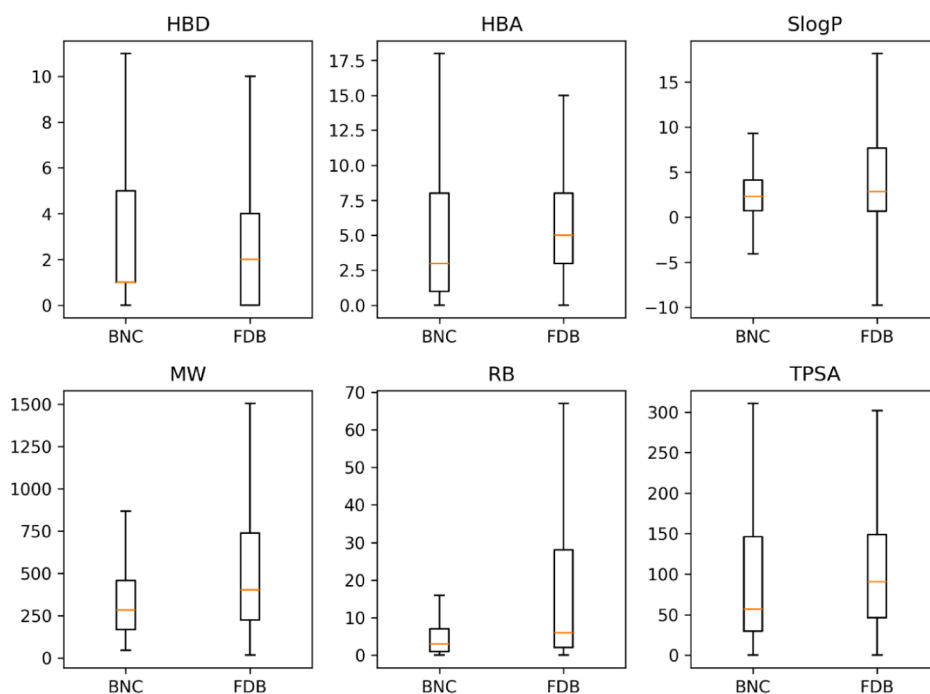 HBD
HBA
SlogP
10
8
6
4
2
0
BNC
FDB
17.5
15.0
12.5
10.0
7.5
5.0
2.5
0.0
BNC
FDB
15
10
5
0
−5
−10
BNC
FDB
MW
RB
TPSA
1500
1250
1000
750
500
250
0
BNC
FDB
70
60
50
40
30
20
10
0
BNC
FDB
300
250
200
150
100
50
0
BNC
FDB